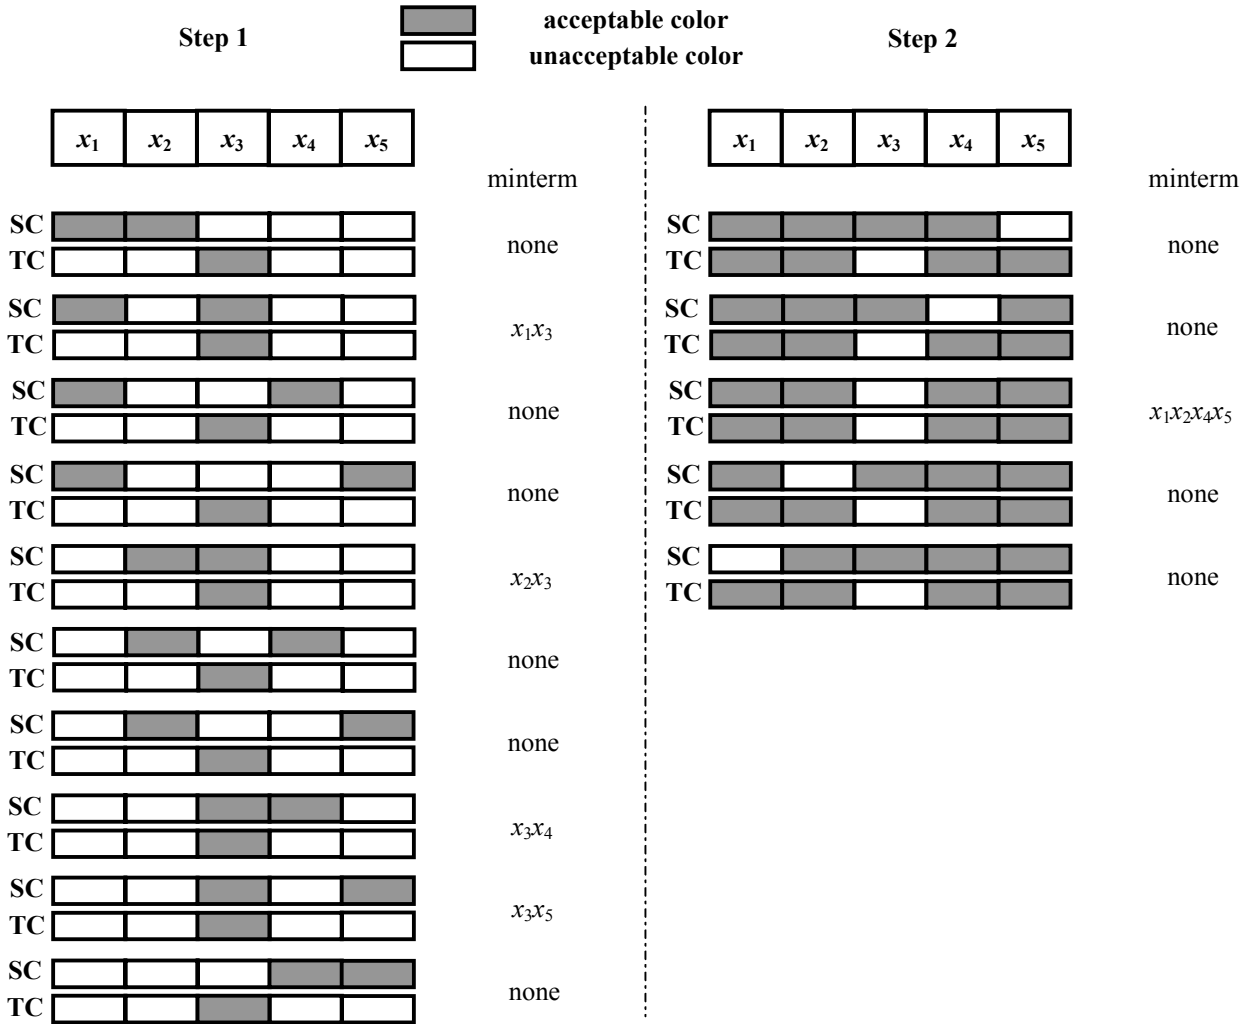 Step 1
acceptable color
unacceptable color
Step 2
x1 x2 x3 x4 x5
minterm
SC
TC
none
SC
TC
x1x3
SC
TC
none
SC
TC
none
SC
TC
x2x3
SC
TC
none
SC
TC
none
SC
TC
x3x4
SC
TC
x3x5
SC
TC
none
x1 x2 x3 x4 x5
minterm
SC
TC
none
SC
TC
none
SC
TC
x1x2x4x5
SC
TC
none
SC
TC
none